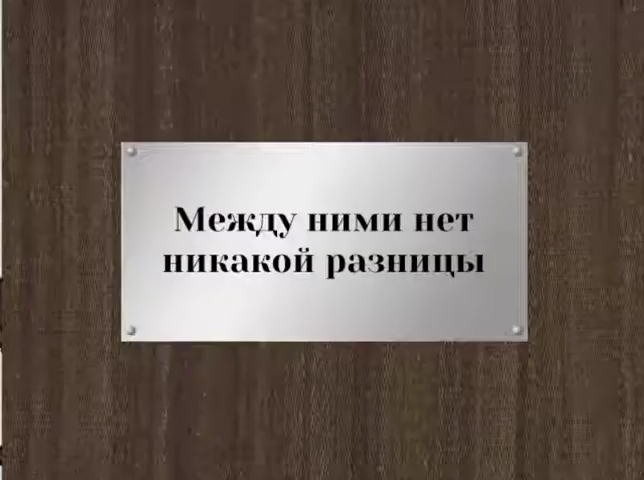 Между ними нет
никакой разницы